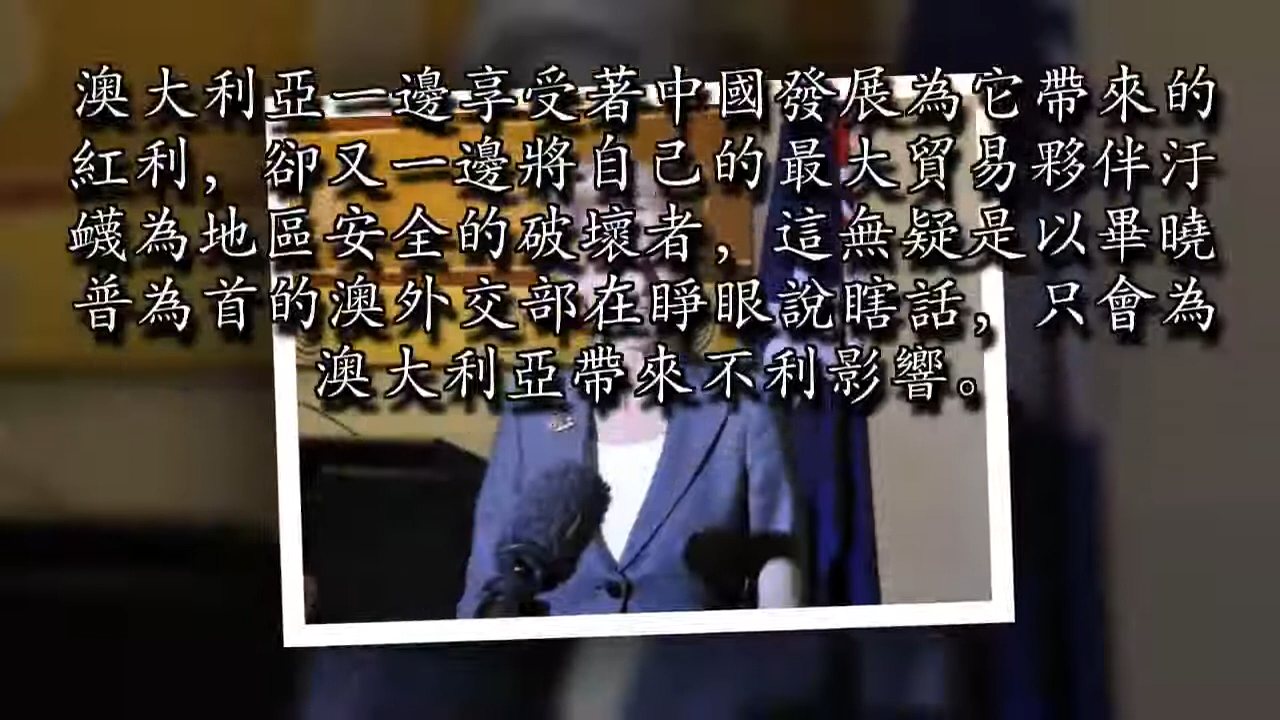 澳大利亞一邊享受著中國發展為它帶來的
紅利，卻又一邊將自己的最大貿易夥伴汙
衊為地區安全的破壞者，這無疑是以畢曉
普為首的澳外交部在睜眼說瞎話，只會為
澳大利亞帶來不利影響。